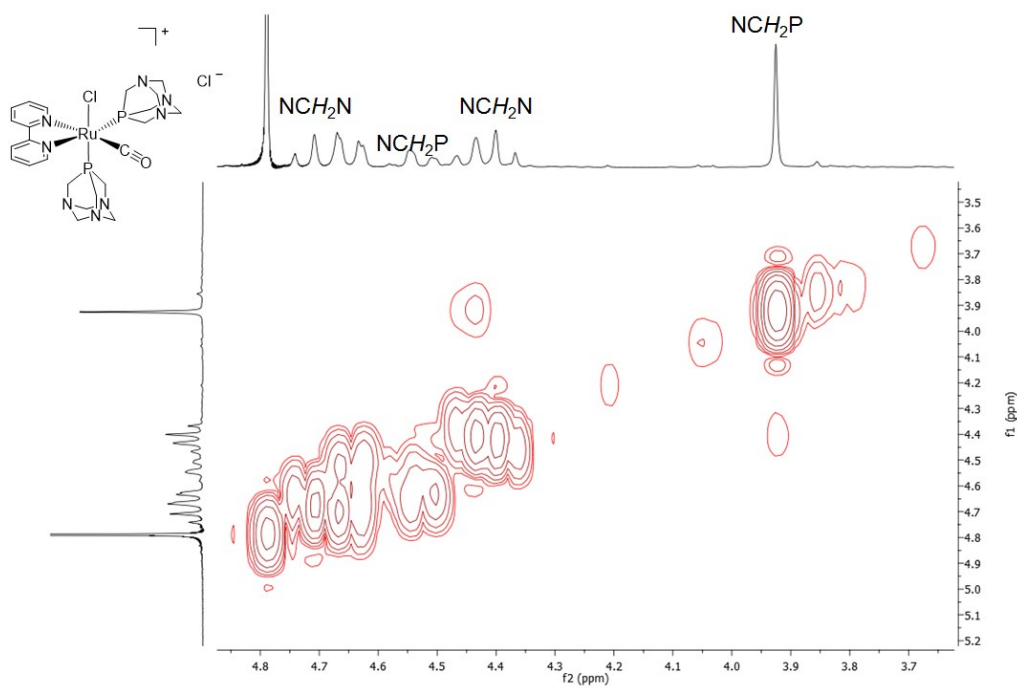 NCH₂P
]⁺
Cl⁻
NCH₂N
NCH₂P
NCH₂N
Cl
N
N
N
P
N
N
Ru
C
O
P
N
N
N
3.5
3.6
3.7
3.8
3.9
4.0
4.1
4.2
4.3
4.4
4.5
4.6
4.7
4.8
4.9
5.0
5.1
5.2
f1 (ppm)
4.8 4.7 4.6 4.5 4.4 4.3 4.2 4.1 4.0 3.9 3.8 3.7
f2 (ppm)